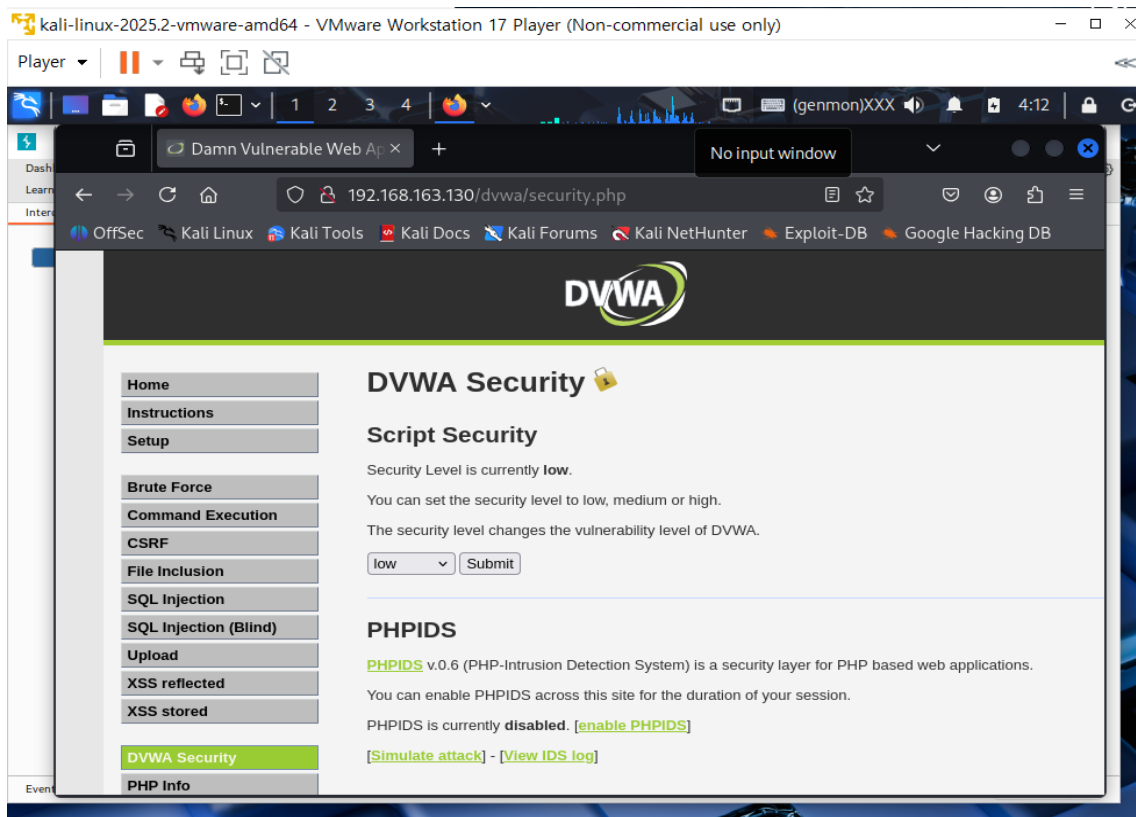 kali-linux-2025.2-vmware-amd64 - VMware Workstation 17 Player (Non-commercial use only)
Player
1 2 3 4 (genmon)XXX 4:12
Damn Vulnerable Web Ap
No input window
Dash
Learn
192.168.163.130/dvwa/security.php
Inter
OffSec Kali Linux Kali Tools Kali Docs Kali Forums Kali NetHunter Exploit-DB Google Hacking DB
DVWA
Home
Instructions
Setup
Brute Force
Command Execution
CSRF
File Inclusion
SQL Injection
SQL Injection (Blind)
Upload
XSS reflected
XSS stored
DVWA Security
PHP Info
DVWA Security
Script Security
Security Level is currently low.
You can set the security level to low, medium or high.
The security level changes the vulnerability level of DVWA.
low Submit
PHPIDS
PHPIDS v.0.6 (PHP-Intrusion Detection System) is a security layer for PHP based web applications.
You can enable PHPIDS across this site for the duration of your session.
PHPIDS is currently disabled. [enable PHPIDS]
[Simulate attack] - [View IDS log]
Event